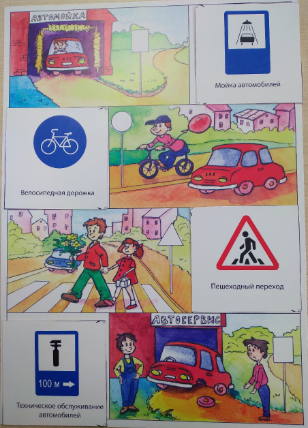 АВТОМОЙКА
Мойка автомобилей
Велосипедная дорожка
Пешеходный переход
АВТОСЕРВИС
100 м
Техническое обслуживание
автомобилей